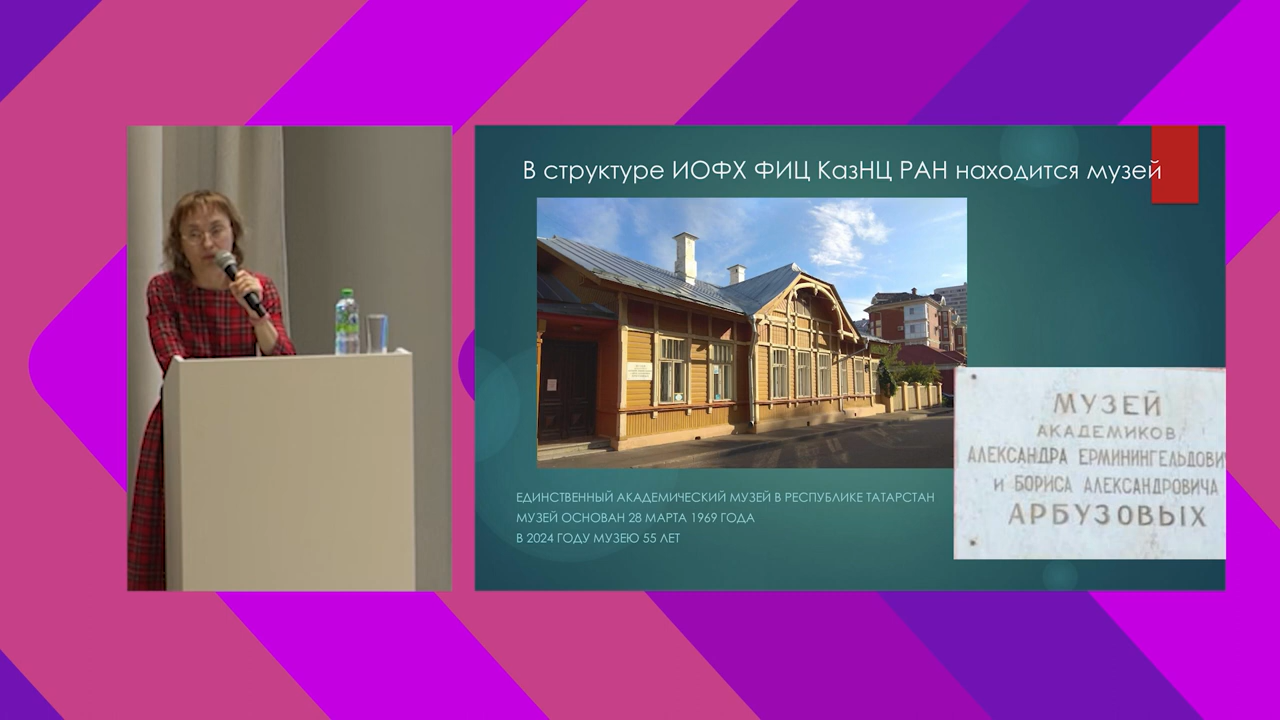 В структуре ИОФХ ФИЦ КазНЦ РАН находится музей
ЕДИНСТВЕННЫЙ АКАДЕМИЧЕСКИЙ МУЗЕЙ В РЕСПУБЛИКЕ ТАТАРСТАН
МУЗЕЙ ОСНОВАН 28 МАРТА 1969 ГОДА
В 2024 ГОДУ МУЗЕЮ 55 ЛЕТ
МУЗЕЙ
АКАДЕМИКОВ
АЛЕКСАНДРА ЕРМИНИНГЕЛЬДОВИ
И БОРИСА АЛЕКСАНДРОВИЧА
АРБУЗОВЫХ